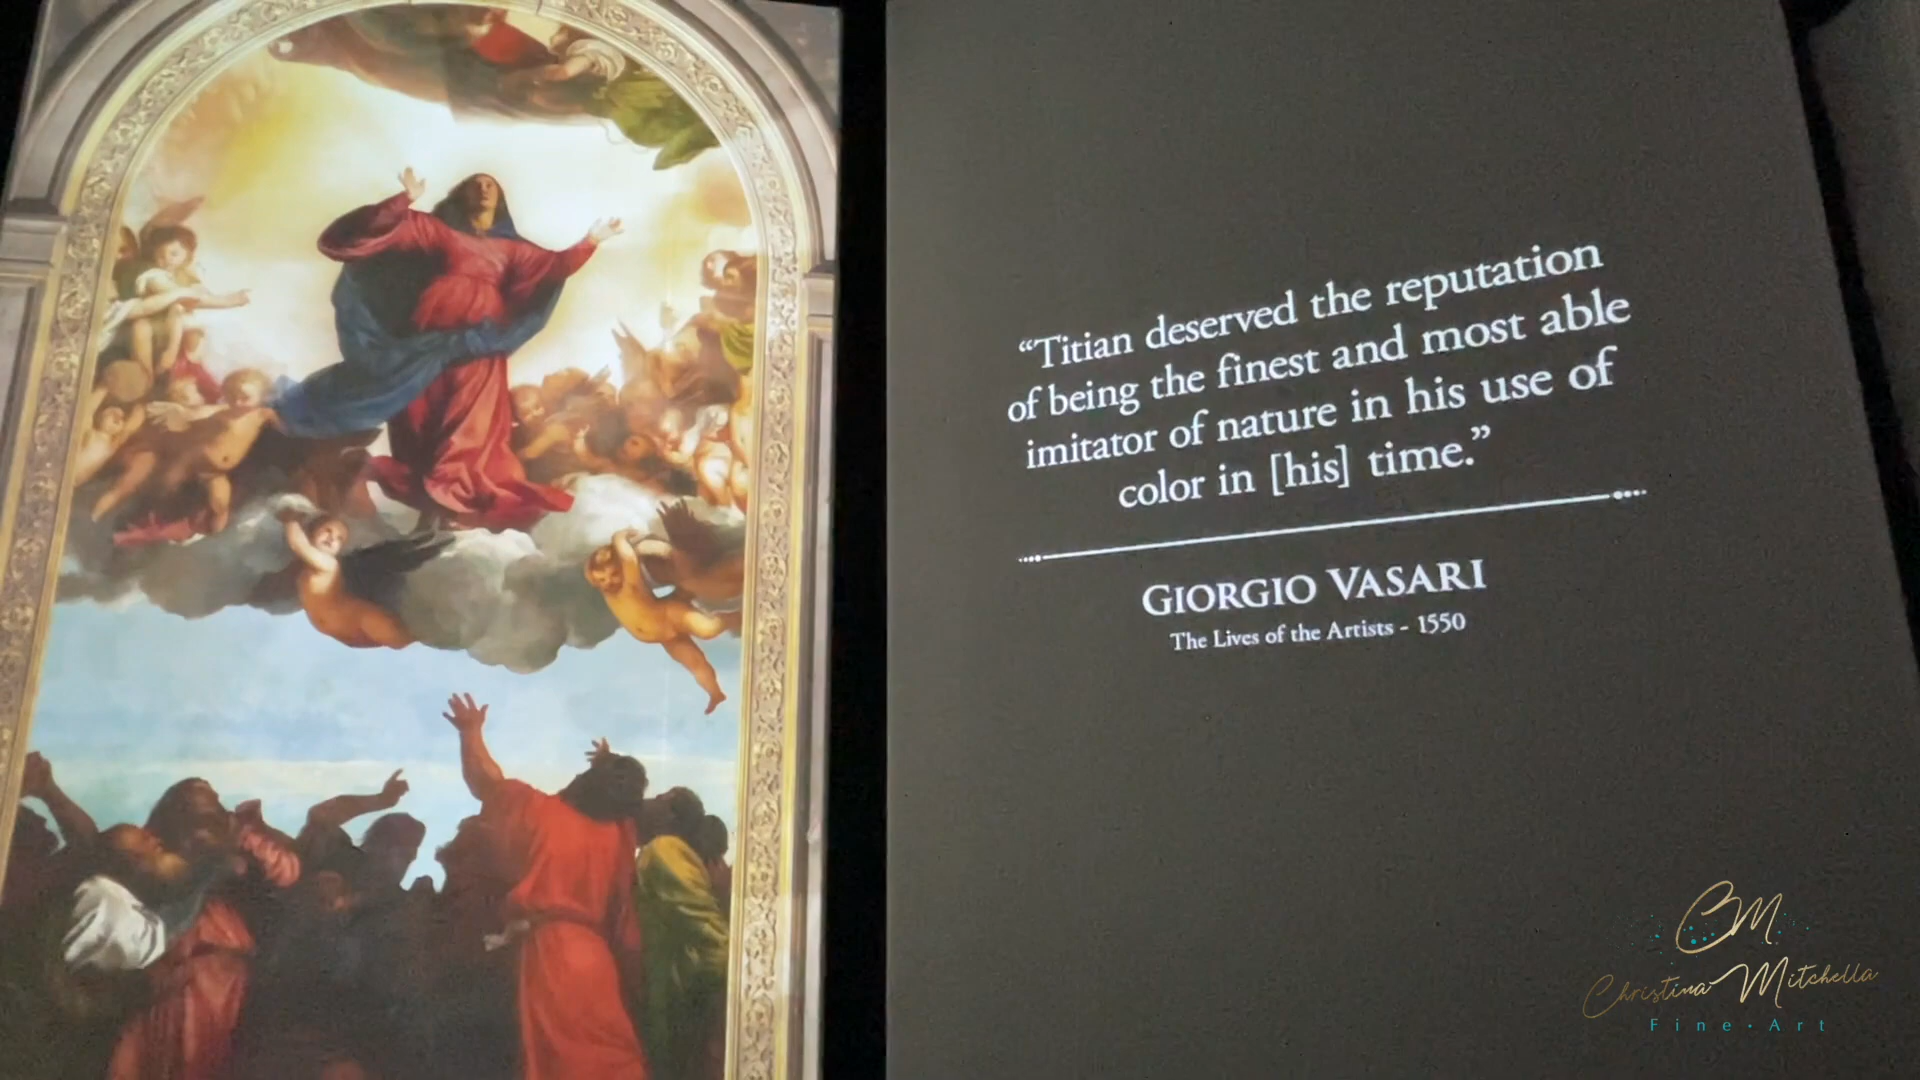 “Titian deserved the reputation
of being the finest and most able
imitator of nature in his use of
color in [his] time.”
GIORGIO VASARI
The Lives of the Artists - 1550
CM
Christina Mitchella
Fine·Art